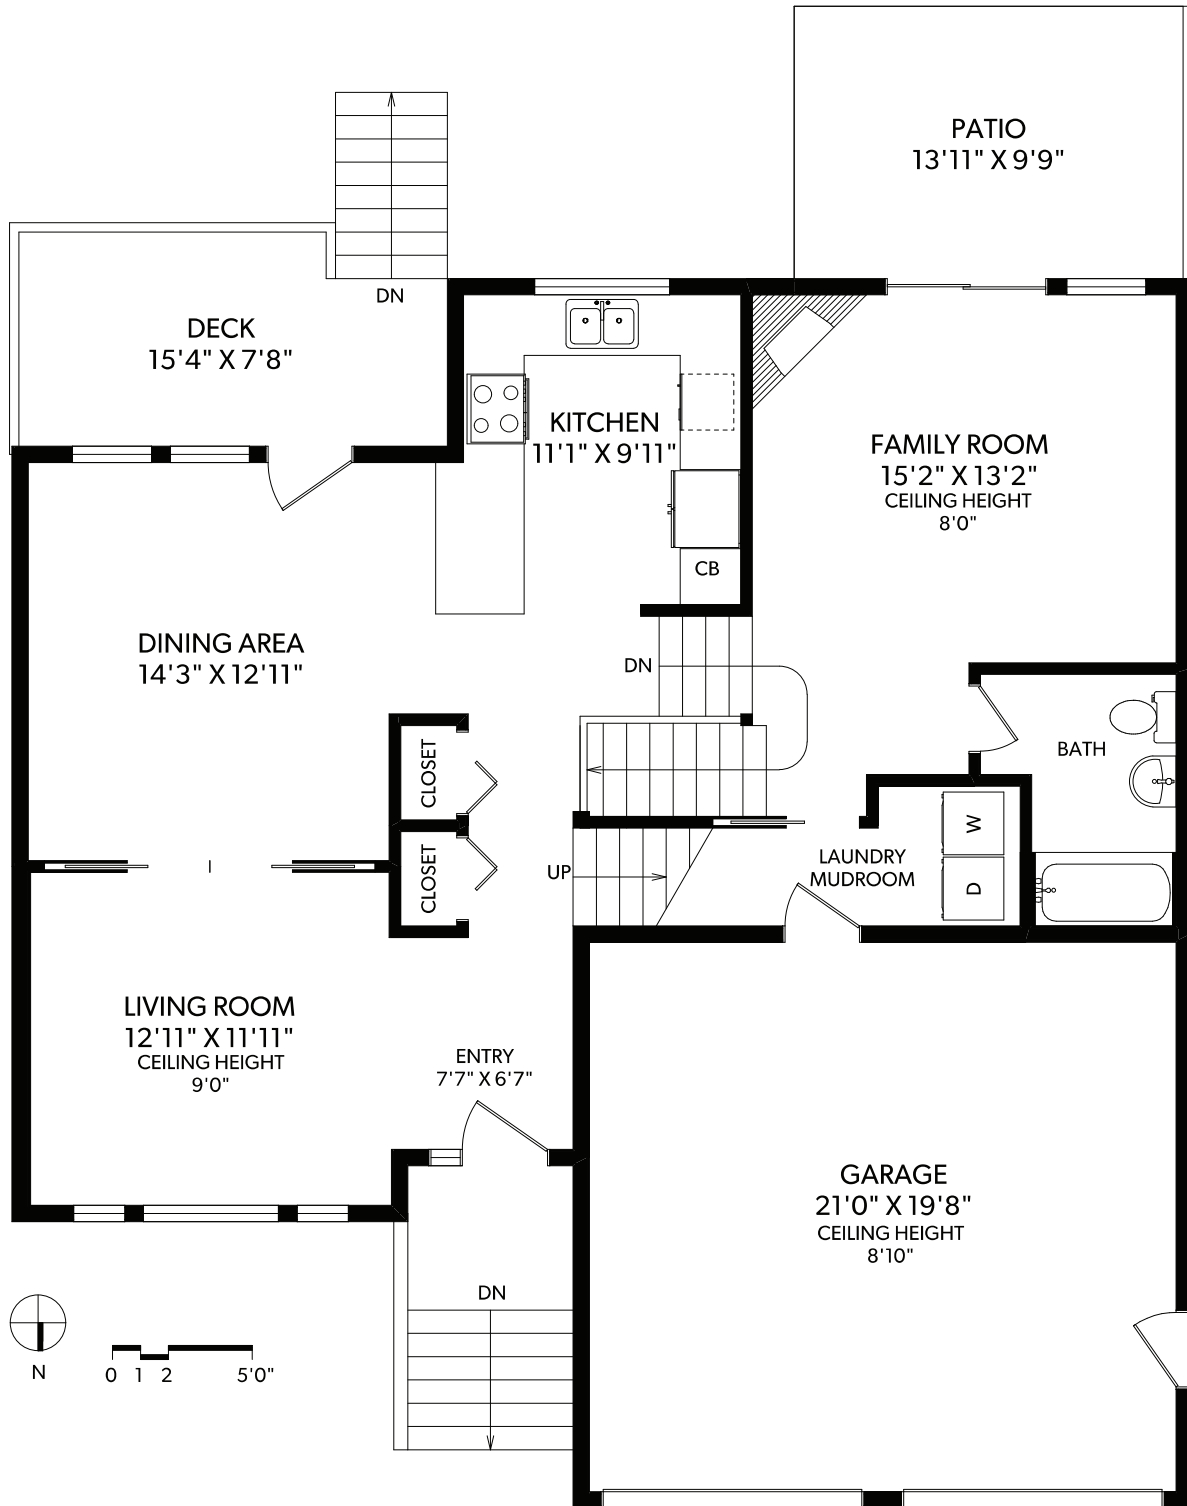 PATIO
13'11" X 9'9"
DN
DECK
15'4" X 7'8"
KITCHEN
11'1" X 9'11"
FAMILY ROOM
15'2" X 13'2"
CEILING HEIGHT
8'0"
CB
DINING AREA
14'3" X 12'11"
DN
CLOSET
BATH
W
LAUNDRY
MUDROOM
D
UP
CLOSET
LIVING ROOM
12'11" X 11'11"
CEILING HEIGHT
9'0"
ENTRY
7'7" X 6'7"
GARAGE
21'0" X 19'8"
CEILING HEIGHT
8'10"
DN
N
0 1 2 5'0"